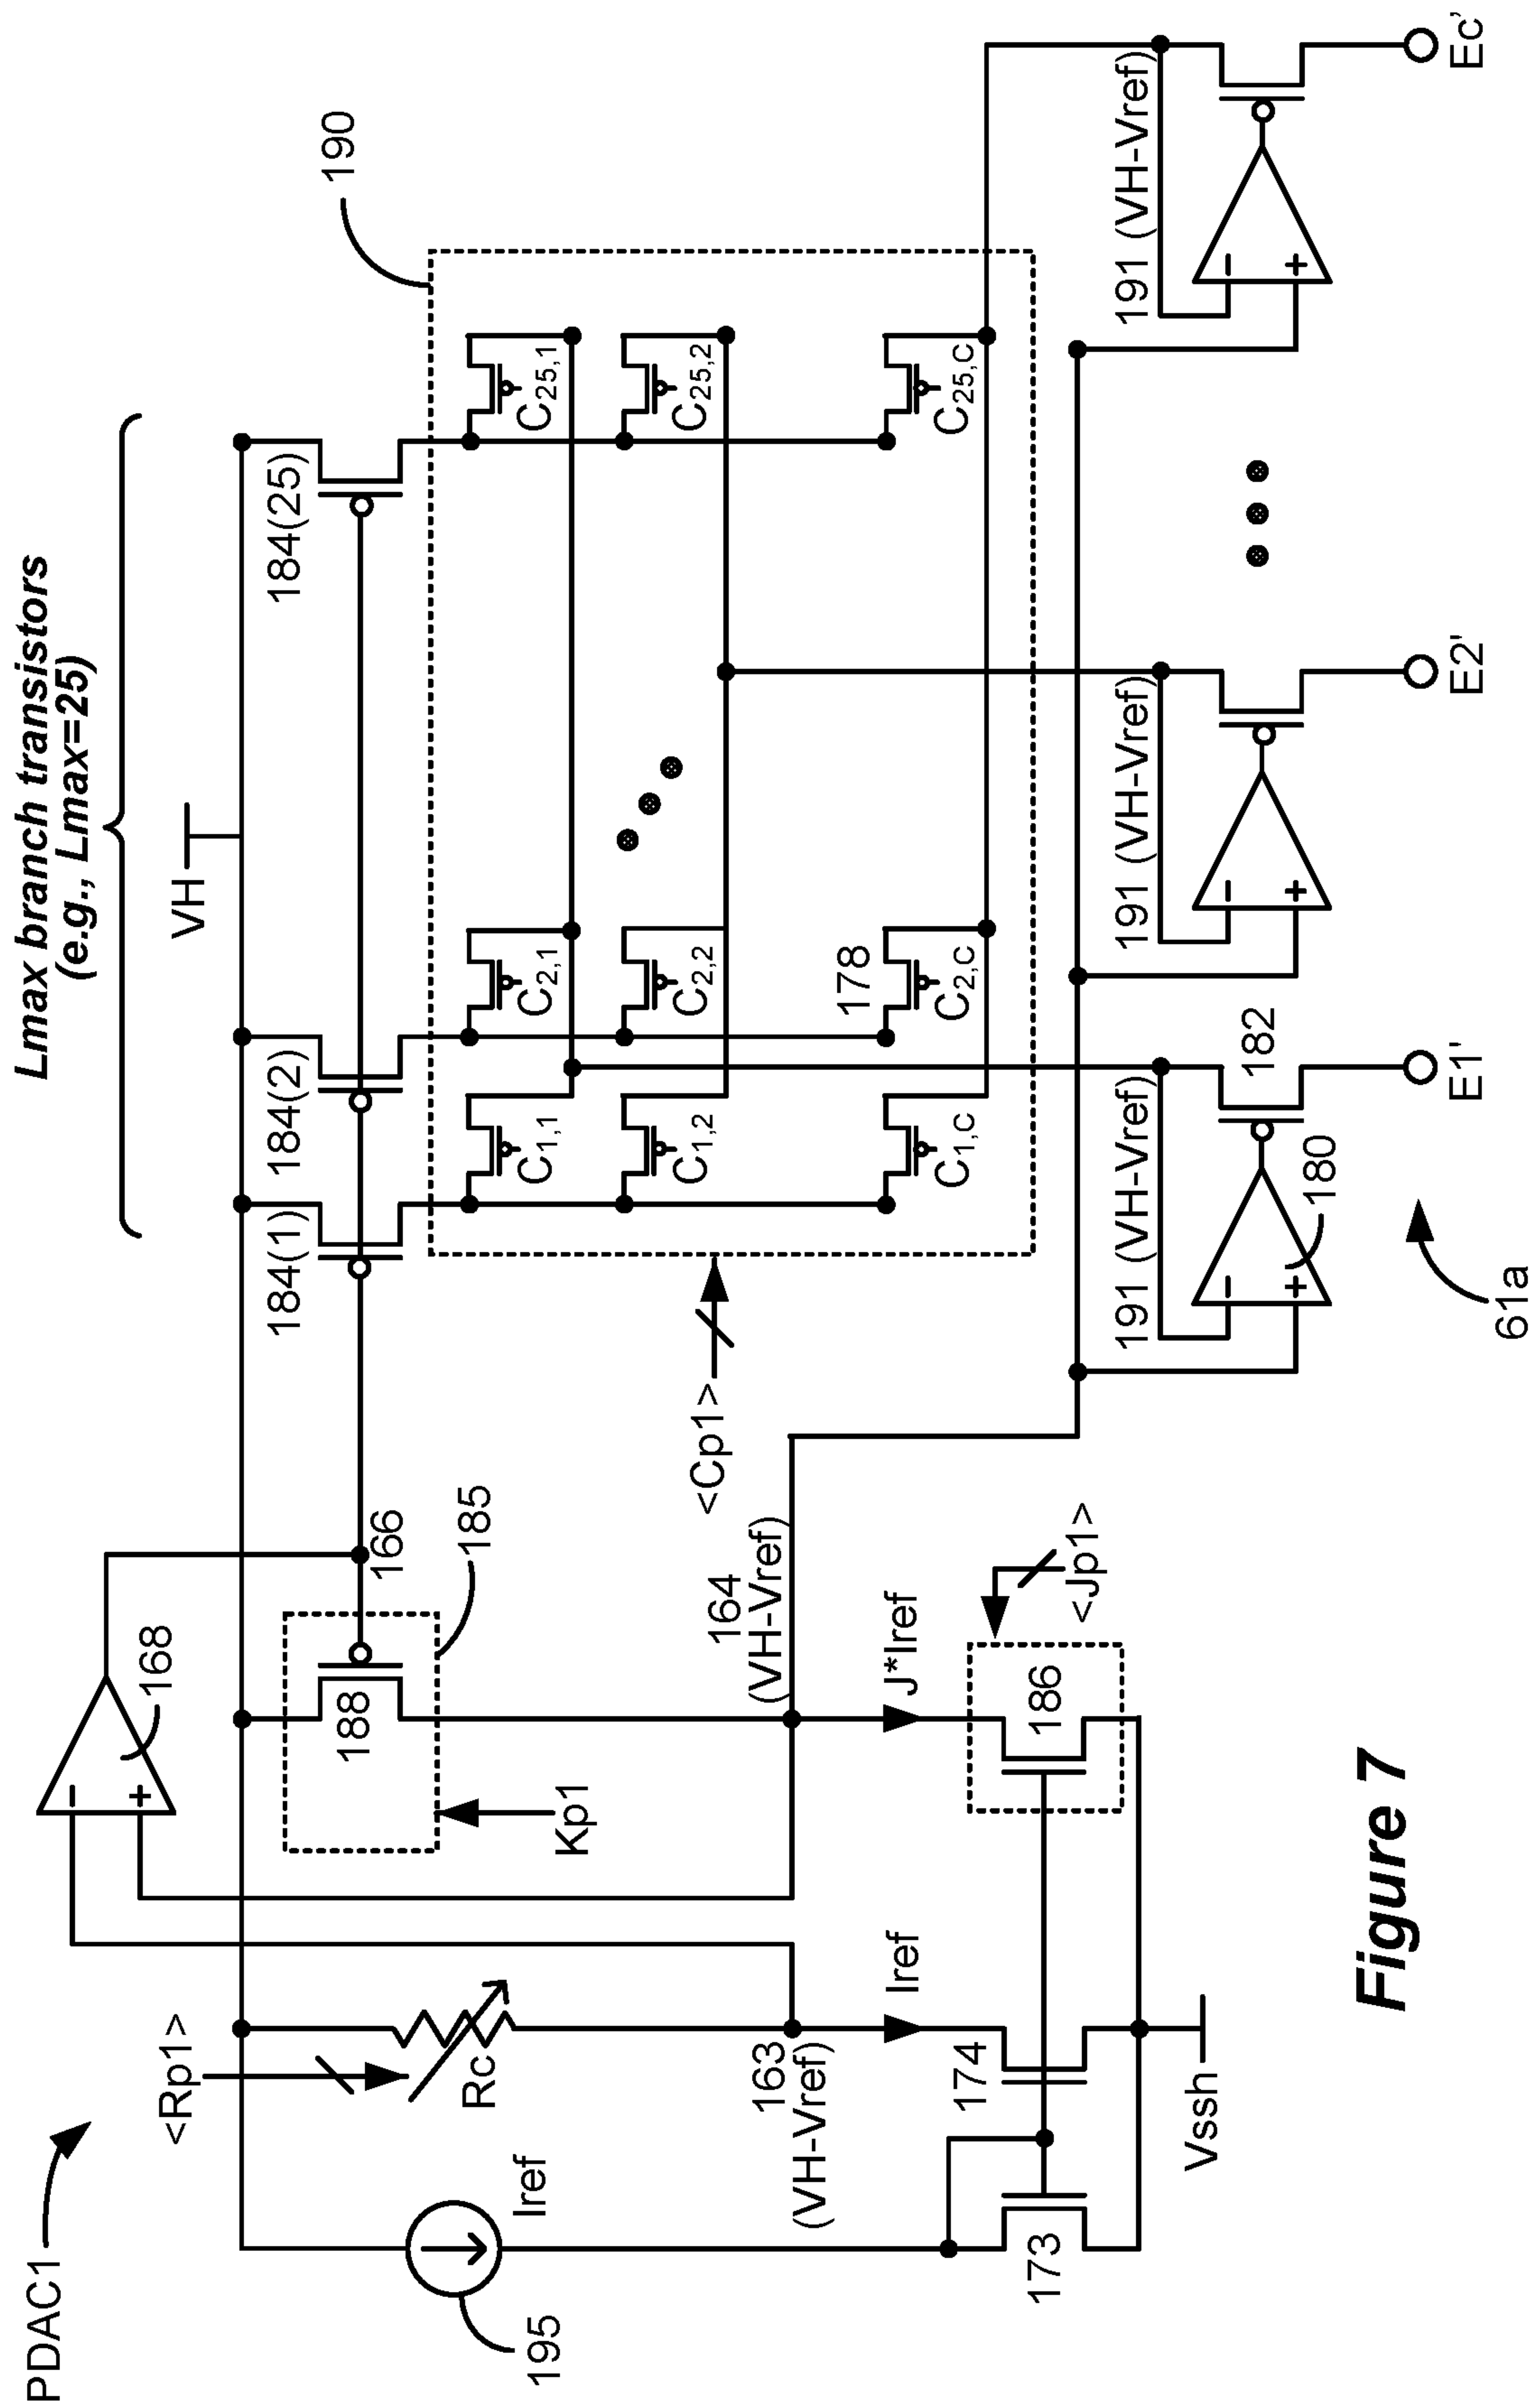 PDAC1
Lmax branch transistors
(e.g., Lmax=25)
VH
190
168
<Rp1>
Rc
Iref
195
188
Kp1
166
185
184(1)
184(2)
184(25)
C1,1
C2,1
C25,1
C1,2
C2,2
C25,2
C1,C
178
C2,C
C25,C
<Cp1>
163
(VH-Vref)
164
(VH-Vref)
Iref
J*Iref
173
174
186
<Jp1>
Vssh
191 (VH-Vref)
191 (VH-Vref)
191 (VH-Vref)
-
+
-
+
-
+
-
+
180
182
E1'
E2'
Ec'
61a
Figure 7